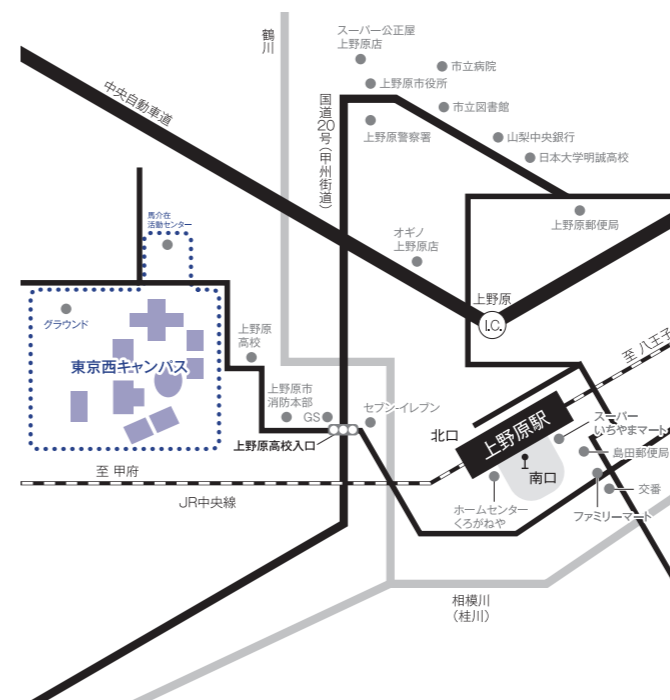 鶴川
スーパー公正屋
上野原店
市立病院
上野原市役所
中央自動車道
国道20号（甲州街道）
市立図書館
上野原警察署
山梨中央銀行
日本大学明誠高校
上野原郵便局
オギノ
上野原店
上野原
I.C.
至 八王子
グラウンド
東京西キャンパス
上野原
高校
上野原市
消防本部
GS
セブン-イレブン
上野原高校入口
北口
上野原駅
スーパー
いちやまマート
島田郵便局
南口
交番
至 甲府
JR中央線
ホームセンター
くろがねや
ファミリーマート
相模川
（桂川）
活動センター